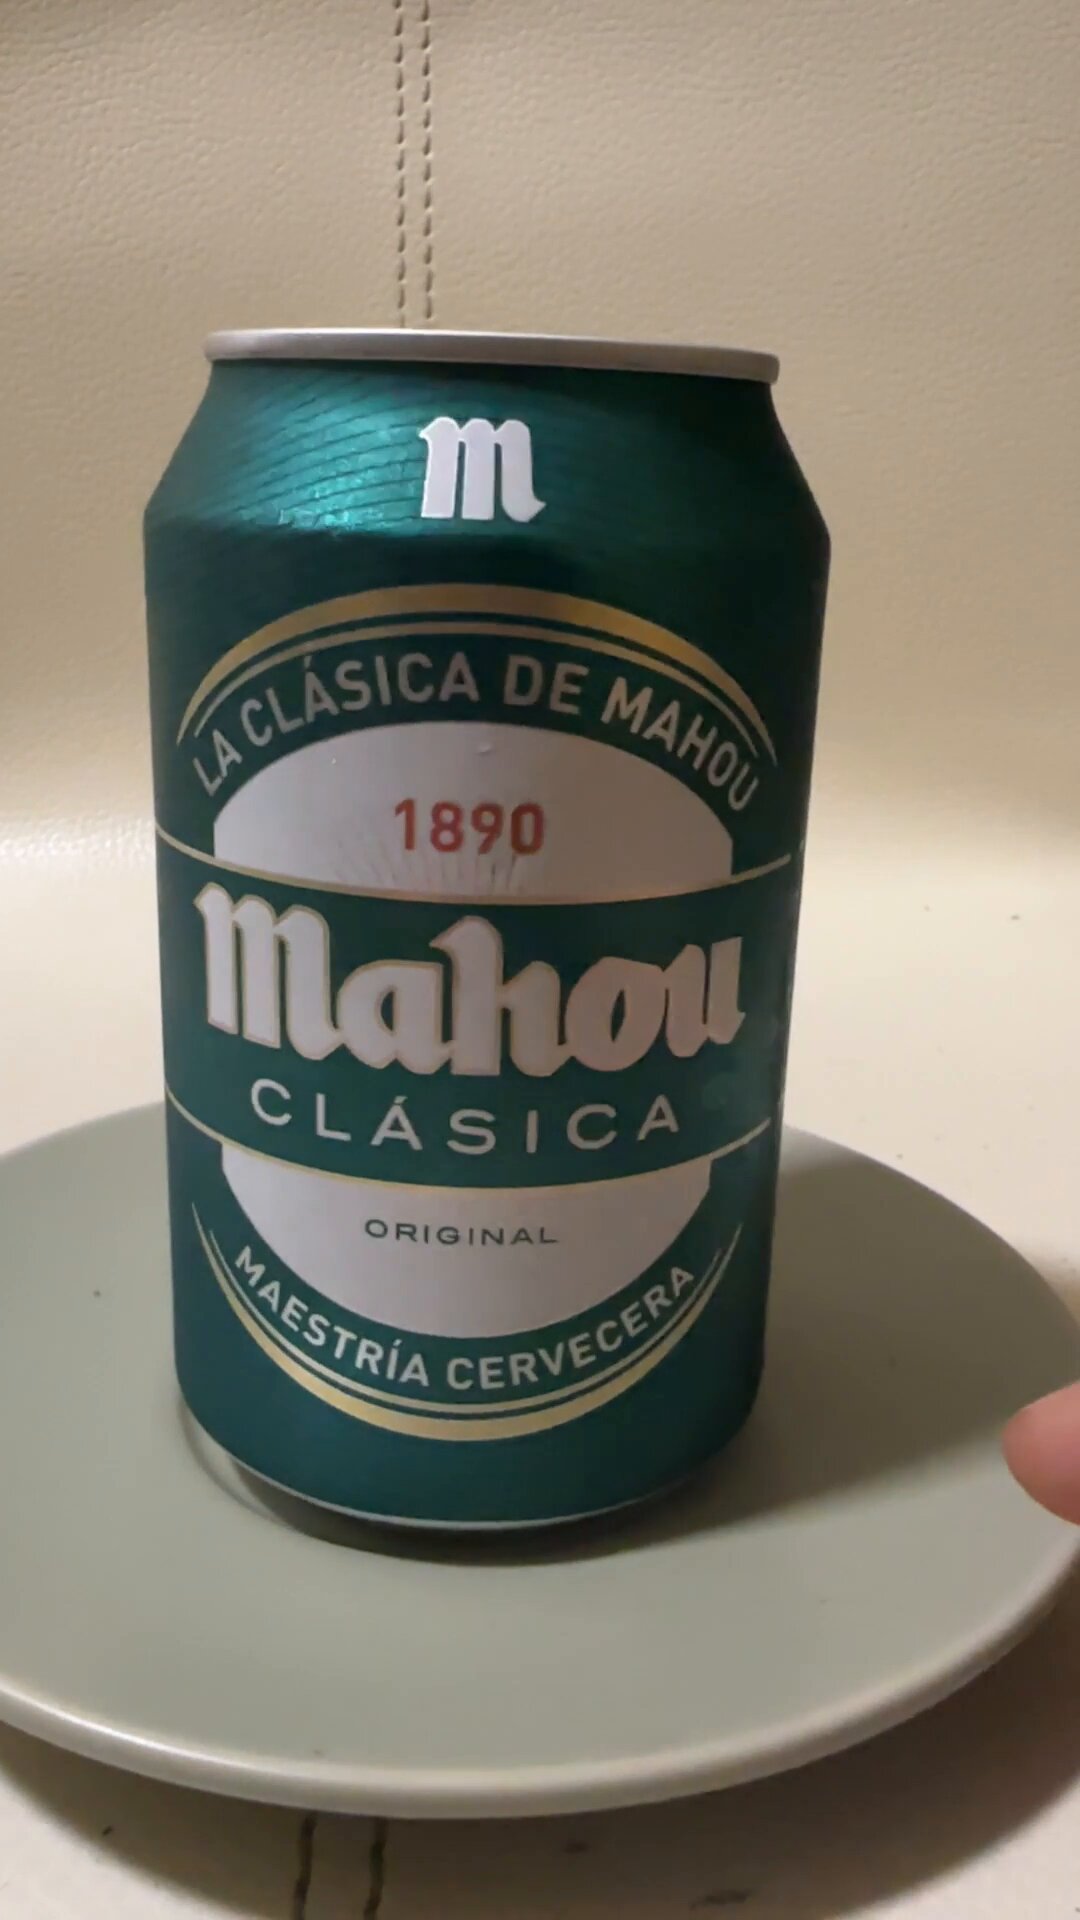 m
LA CLÁSICA DE MAHOU
1890
Mahou
CLÁSICA
ORIGINAL
MAESTRÍA CERVECERA